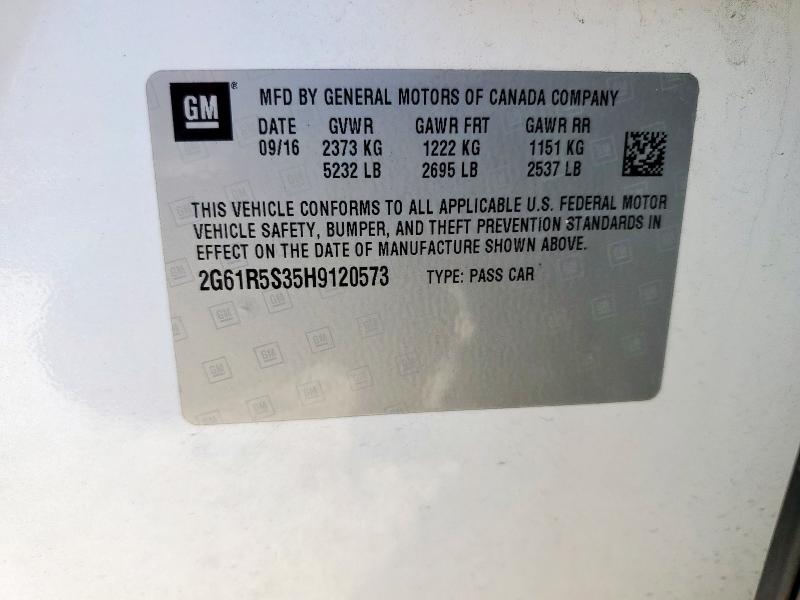 GM ® MFD BY GENERAL MOTORS OF CANADA COMPANY
DATE GVWR GAWR FRT GAWR RR
09/16 2373 KG 1222 KG 1151 KG
5232 LB 2695 LB 2537 LB
THIS VEHICLE CONFORMS TO ALL APPLICABLE U.S. FEDERAL MOTOR
VEHICLE SAFETY, BUMPER, AND THEFT PREVENTION STANDARDS IN
EFFECT ON THE DATE OF MANUFACTURE SHOWN ABOVE.
2G61R5S35H9120573 TYPE: PASS CAR